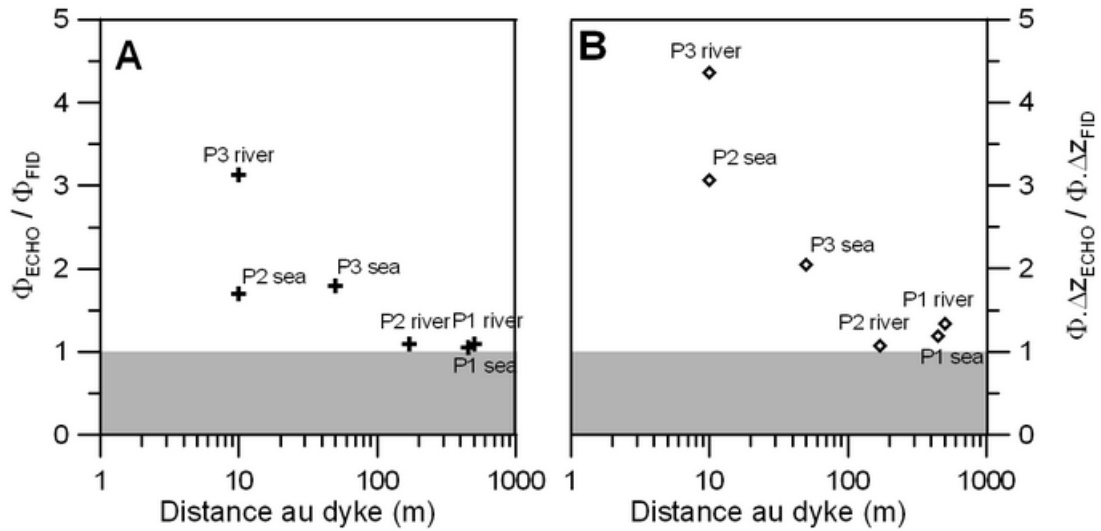 A
5
4
3
2
1
0
Φ_ECHO / Φ_FID
P3 river
P2 sea
P3 sea
P2 river
P1 river
P1 sea
1
10
100
1000
Distance au dyke (m)
B
P3 river
P2 sea
P3 sea
P1 river
P2 river
P1 sea
5
4
3
2
1
0
Φ.ΔZ_ECHO / Φ.ΔZ_FID
1
10
100
1000
Distance au dyke (m)